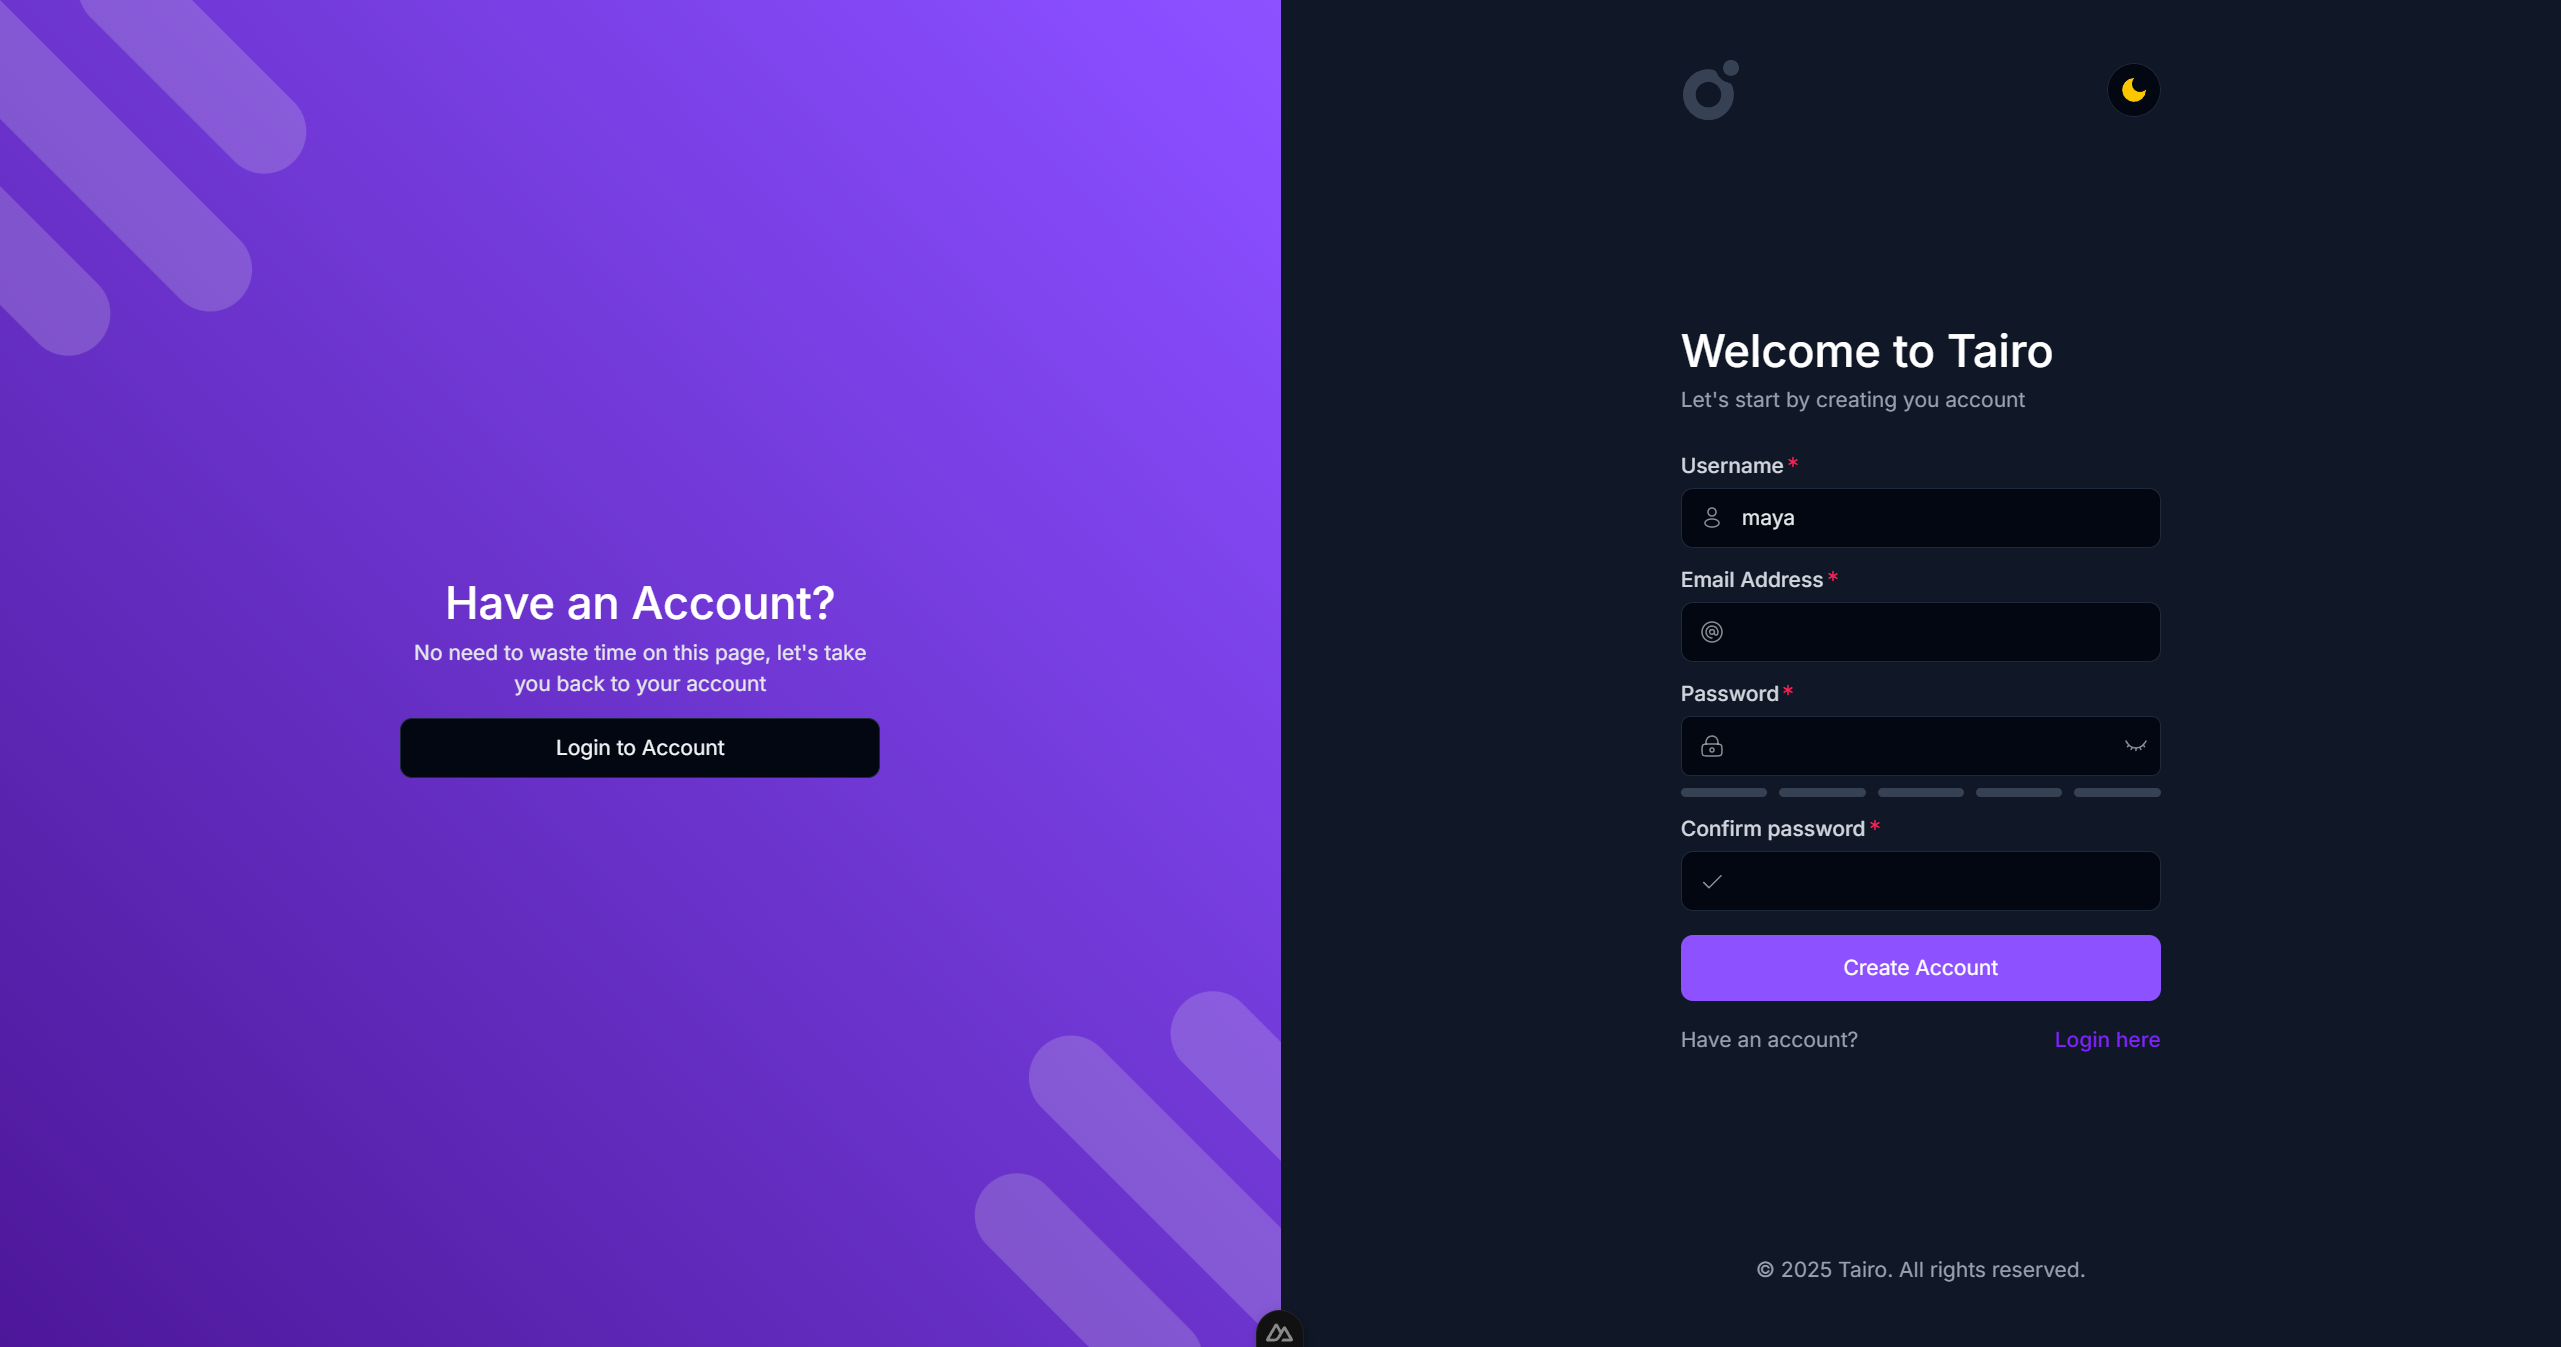 Have an Account?
No need to waste time on this page, let's take
you back to your account
Login to Account
Welcome to Tairo
Let's start by creating you account
Username *
maya
Email Address *
Password *
Confirm password *
Create Account
Have an account?
Login here
© 2025 Tairo. All rights reserved.